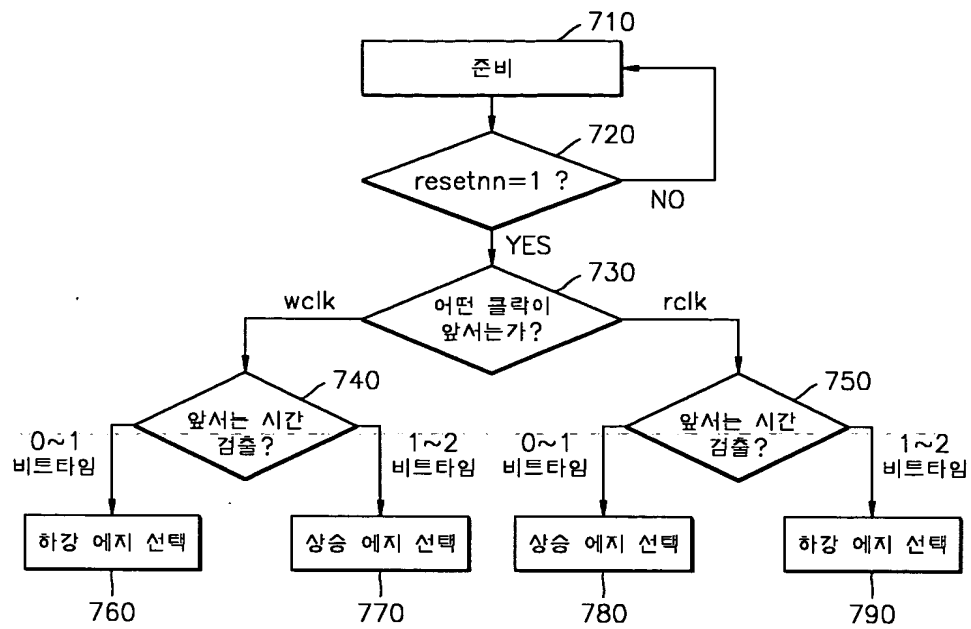 710
준비
720
resetnn=1 ?
NO
YES
730
wclk
어떤 클락이
앞서는가?
rclk
740
앞서는 시간
검출?
750
앞서는 시간
검출?
0~1
비트타임
1~2
비트타임
0~1
비트타임
1~2
비트타임
하강 에지 선택
상승 에지 선택
상승 에지 선택
하강 에지 선택
760
770
780
790